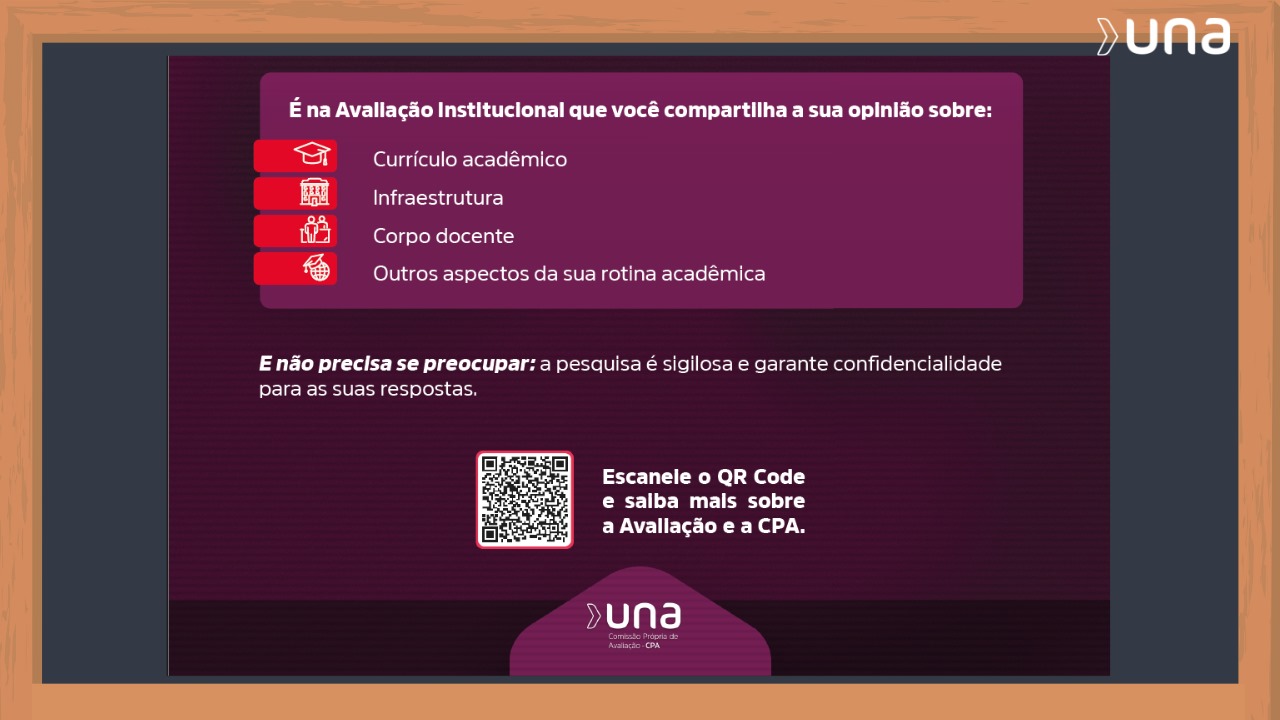 una
É na Avaliação Institucional que você compartilha a sua opinião sobre:
Currículo acadêmico
Infraestrutura
Corpo docente
Outros aspectos da sua rotina acadêmica
E não precisa se preocupar: a pesquisa é sigilosa e garante confidencialidade
para as suas respostas.
Escaneie o QR Code
e saiba mais sobre
a Avaliação e a CPA.
una
Comissão Própria de
Avaliação - CPA